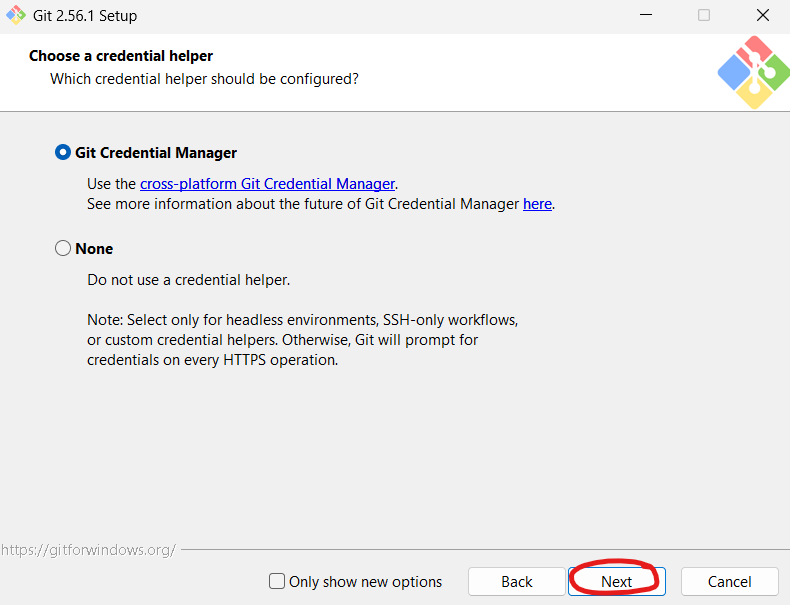 Git 2.56.1 Setup
Choose a credential helper
Which credential helper should be configured?
Git Credential Manager
Use the cross-platform Git Credential Manager.
See more information about the future of Git Credential Manager here.
None
Do not use a credential helper.
Note: Select only for headless environments, SSH-only workflows,
or custom credential helpers. Otherwise, Git will prompt for
credentials on every HTTPS operation.
https://gitforwindows.org/
Only show new options Back Next Cancel